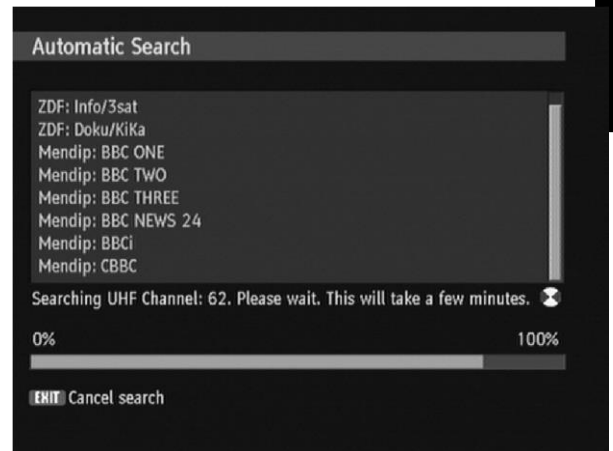 Automatic Search
ZDF: Info/3sat
ZDF: Doku/KiKa
Mendip: BBC ONE
Mendip: BBC TWO
Mendip: BBC THREE
Mendip: BBC NEWS 24
Mendip: BBCi
Mendip: CBBC
Searching UHF Channel: 62. Please wait. This will take a few minutes.
0% 100%
EXIT Cancel search